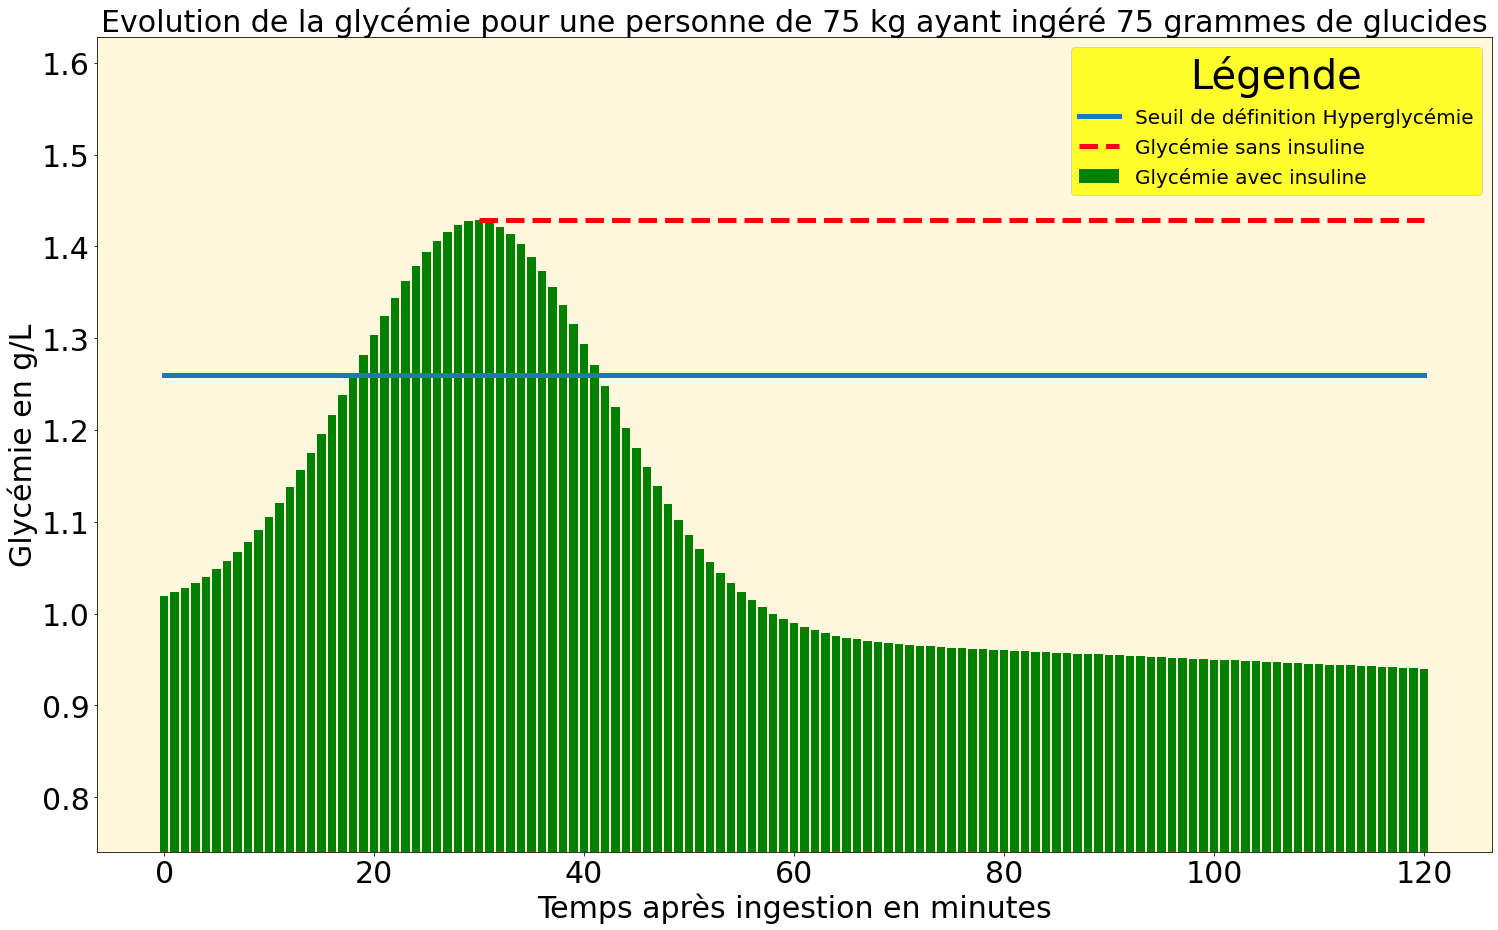 Evolution de la glycémie pour une personne de 75 kg ayant ingéré 75 grammes de glucides
Légende
Seuil de définition Hyperglycémie
Glycémie sans insuline
Glycémie avec insuline
Glycémie en g/L
1.6
1.5
1.4
1.3
1.2
1.1
1.0
0.9
0.8
0 20 40 60 80 100 120
Temps après ingestion en minutes